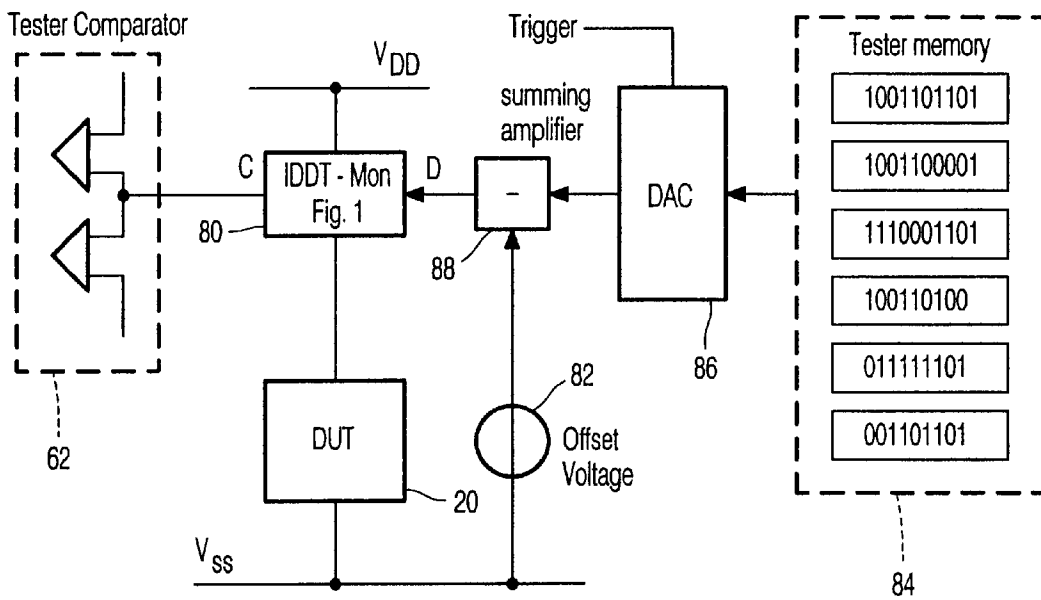 Tester Comparator
Trigger
Tester memory
V_DD
summing
amplifier
1001101101
1001100001
1110001101
100110100
011111101
001101101
C
IDDT - Mon
Fig. 1
D
–
DAC
80
88
86
82
DUT
Offset
Voltage
62
20
V_ss
84